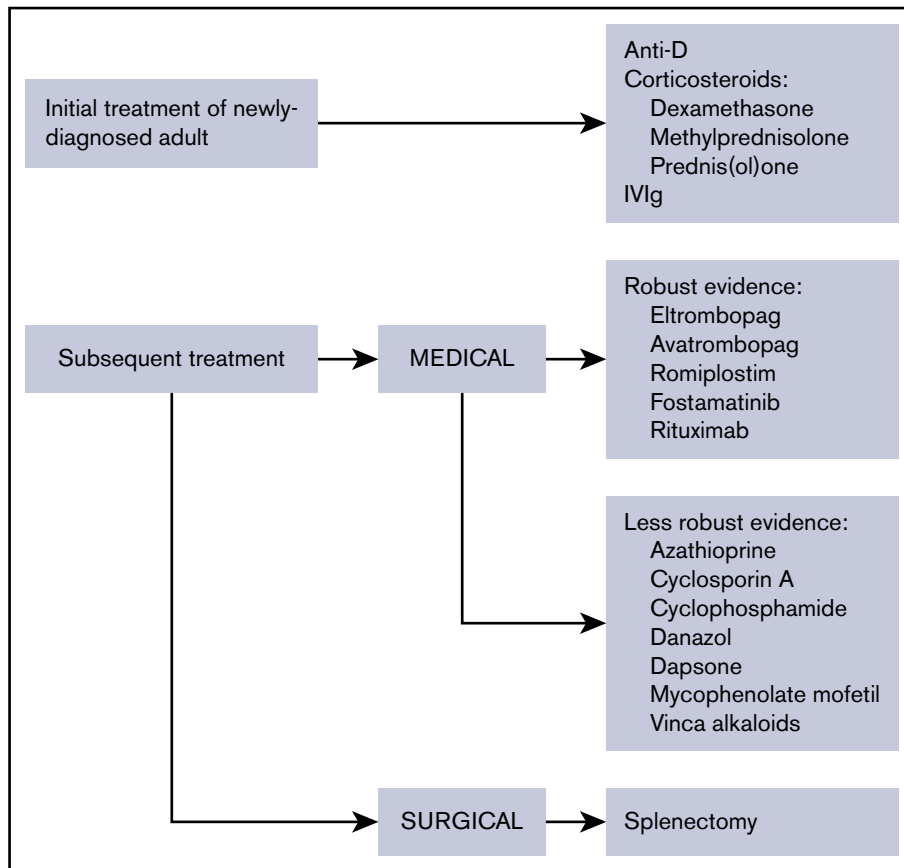 Initial treatment of newly-
diagnosed adult
Anti-D
Corticosteroids:
Dexamethasone
Methylprednisolone
Prednis(ol)one
IVIg
Subsequent treatment
MEDICAL
Robust evidence:
Eltrombopag
Avatrombopag
Romiplostim
Fostamatinib
Rituximab
Less robust evidence:
Azathioprine
Cyclosporin A
Cyclophosphamide
Danazol
Dapsone
Mycophenolate mofetil
Vinca alkaloids
SURGICAL
Splenectomy